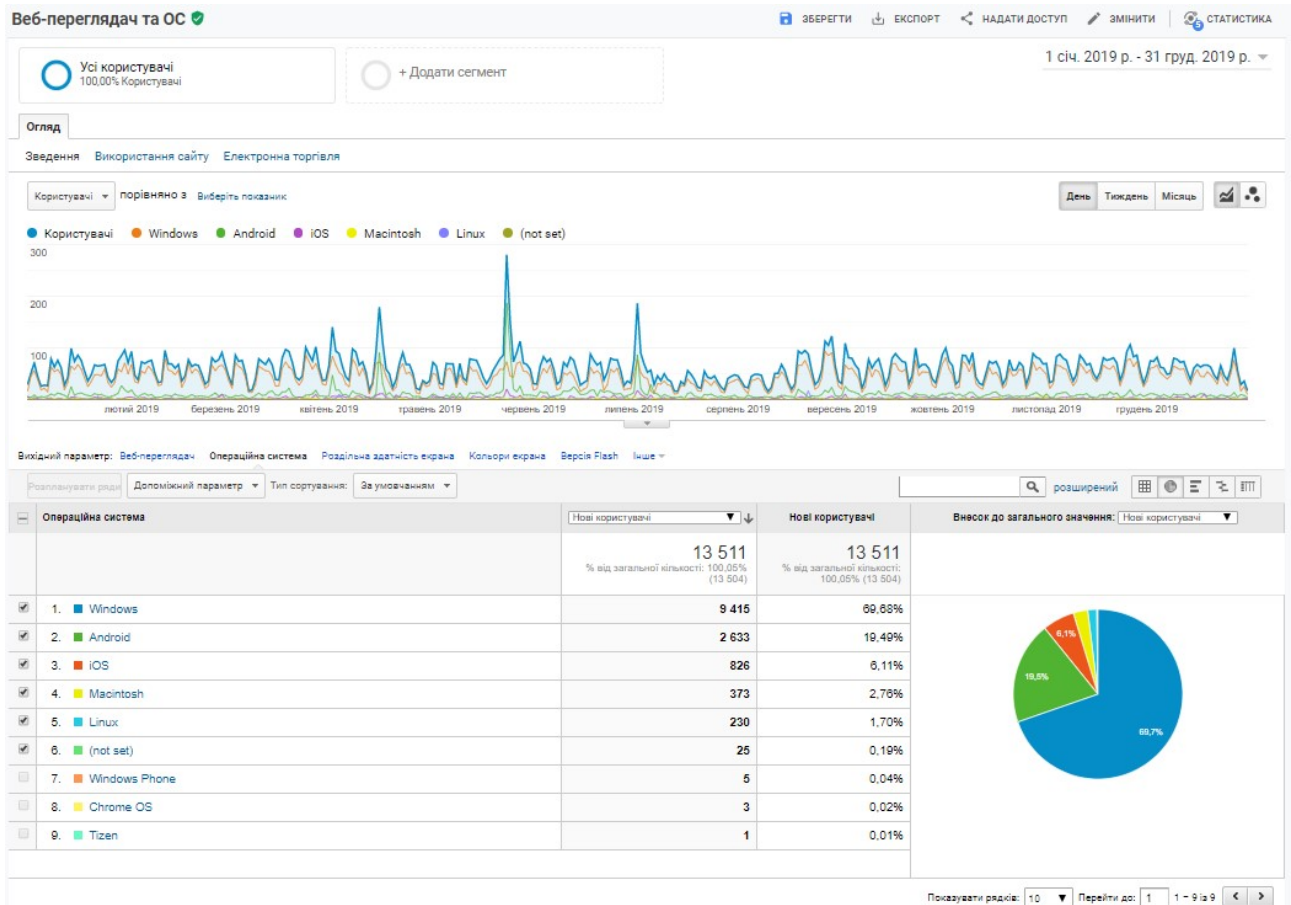 Веб-переглядач та ОС
ЗБЕРЕГТИ ЕКСПОРТ НАДАТИ ДОСТУП ЗМІНИТИ 5 СТАТИСТИКА
Усі користувачі
100,00% Користувачі
+ Додати сегмент
1 січ. 2019 р. - 31 груд. 2019 р.
Огляд
Зведення Використання сайту Електронна торгівля
Користувачі порівняно з Виберіть показник
День Тиждень Місяць
Користувачі Windows Android iOS Macintosh Linux (not set)
300
200
100
лютий 2019 березень 2019 квітень 2019 травень 2019 червень 2019 липень 2019 серпень 2019 вересень 2019 жовтень 2019 листопад 2019 грудень 2019
Вихідний параметр: Веб-переглядач Операційна система Роздільна здатність екрана Кольори екрана Версія Flash Інше
Розпланувати ряди Допоміжний параметр Тип сортування: За умовчанням розширений
Операційна система Нові користувачі Нові користувачі Внесок до загального значення: Нові користувачі
13 511 13 511
% від загальної кількості: 100,05% % від загальної кількості:
(13 504) 100,05% (13 504)
1. Windows 9 415 69,68%
2. Android 2 633 19,49%
3. iOS 826 6,11%
4. Macintosh 373 2,76%
5. Linux 230 1,70%
6. (not set) 25 0,19%
7. Windows Phone 5 0,04%
8. Chrome OS 3 0,02%
9. Tizen 1 0,01%
6,1%
19,5%
69,7%
Показувати рядків: 10 Перейти до: 1 1 – 9 із 9